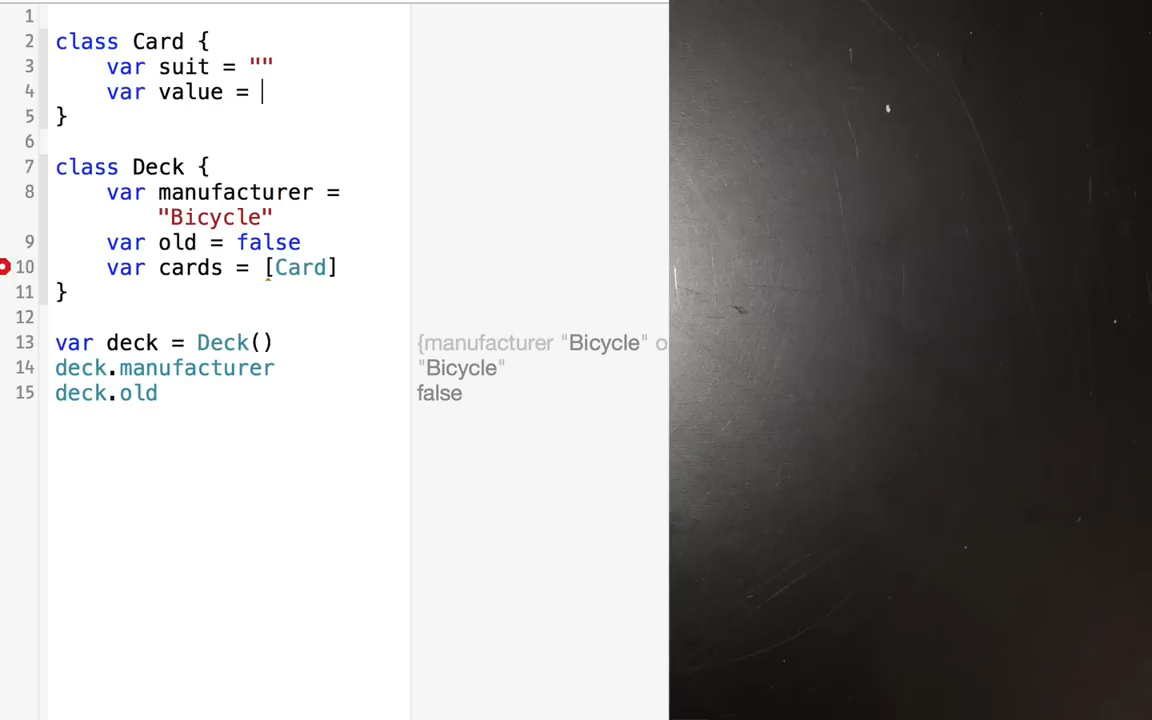 1
2 class Card {
3     var suit = ""
4     var value =
5 }
6
7 class Deck {
8     var manufacturer =
            "Bicycle"
9     var old = false
10     var cards = [Card]
11 }
12
13 var deck = Deck() {manufacturer "Bicycle" o
14 deck.manufacturer "Bicycle"
15 deck.old false